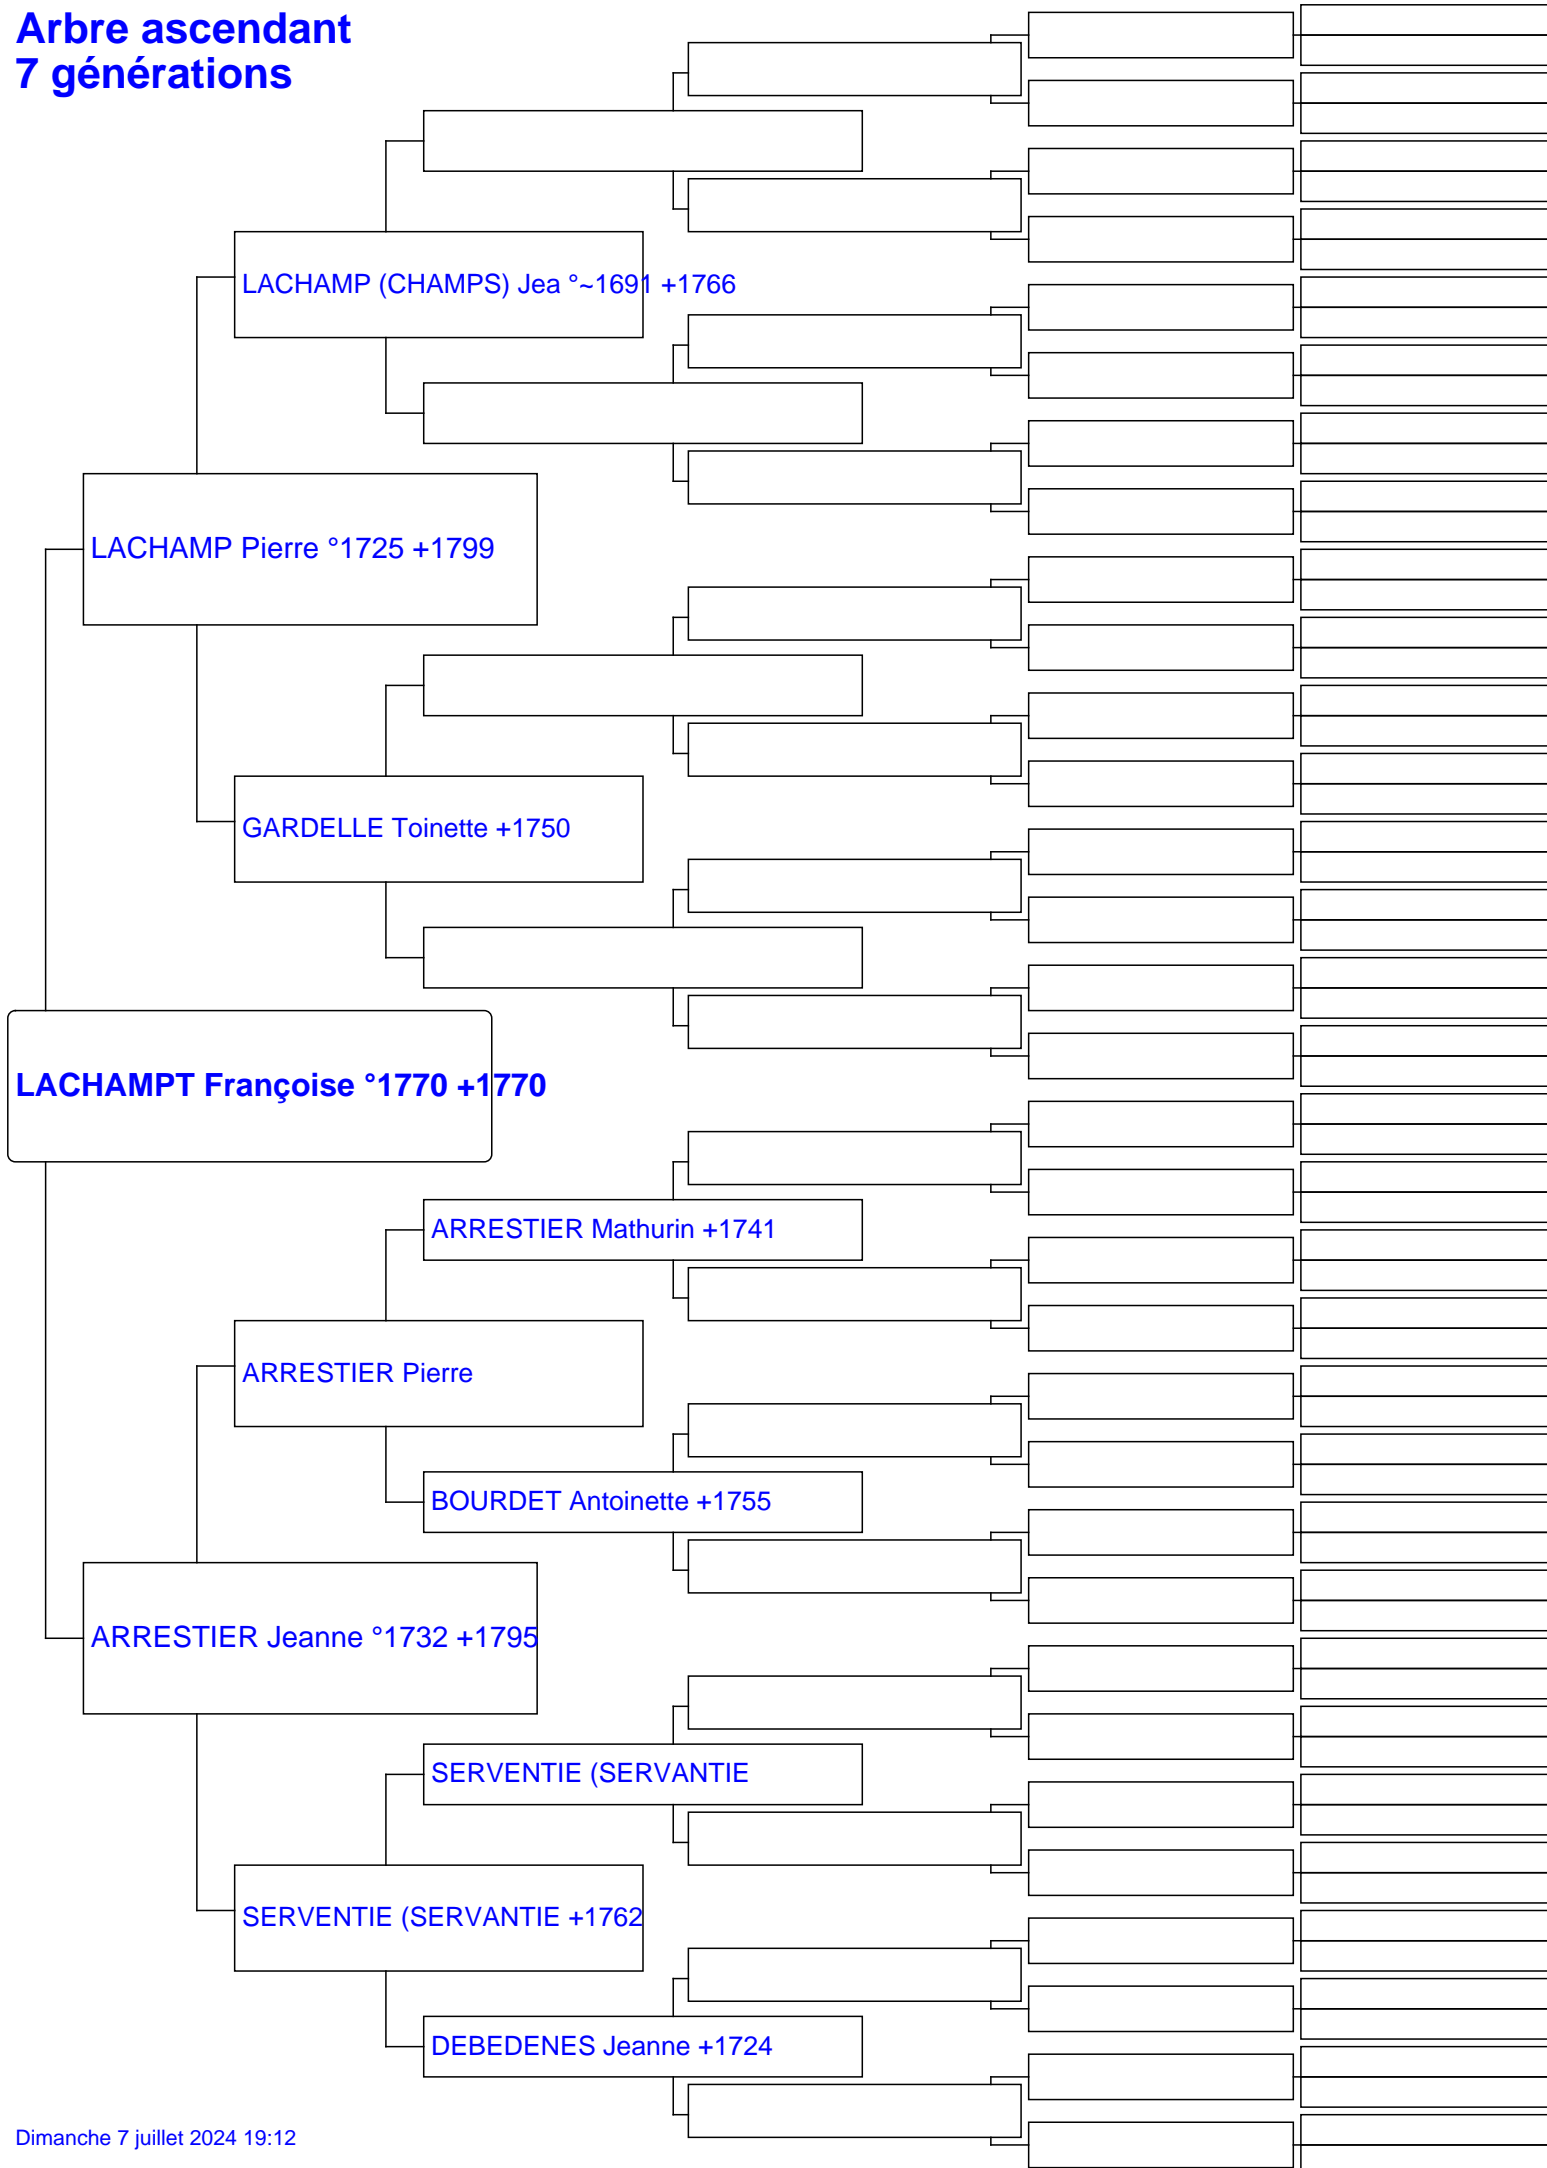 Arbre ascendant
7 générations
LACHAMP (CHAMPS) Jea °~1691 +1766
LACHAMP Pierre °1725 +1799
GARDELLE Toinette +1750
LACHAMPT Françoise °1770 +1770
ARRESTIER Mathurin +1741
ARRESTIER Pierre
BOURDET Antoinette +1755
ARRESTIER Jeanne °1732 +1795
SERVENTIE (SERVANTIE
SERVENTIE (SERVANTIE +1762
DEBEDENES Jeanne +1724
Dimanche 7 juillet 2024 19:12